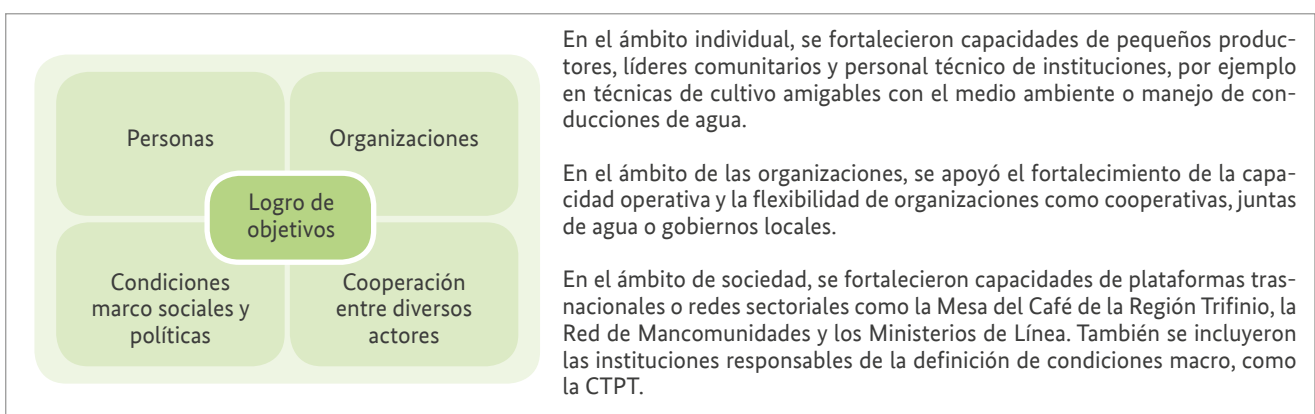 Personas
Organizaciones
Logro de
objetivos
Condiciones
marco sociales y
políticas
Cooperación
entre diversos
actores
En el ámbito individual, se fortalecieron capacidades de pequeños produc-
tores, líderes comunitarios y personal técnico de instituciones, por ejemplo
en técnicas de cultivo amigables con el medio ambiente o manejo de con-
ducciones de agua.
En el ámbito de las organizaciones, se apoyó el fortalecimiento de la capa-
cidad operativa y la flexibilidad de organizaciones como cooperativas, juntas
de agua o gobiernos locales.
En el ámbito de sociedad, se fortalecieron capacidades de plataformas tras-
nacionales o redes sectoriales como la Mesa del Café de la Región Trifinio, la
Red de Mancomunidades y los Ministerios de Línea. También se incluyeron
las instituciones responsables de la definición de condiciones macro, como
la CTPT.